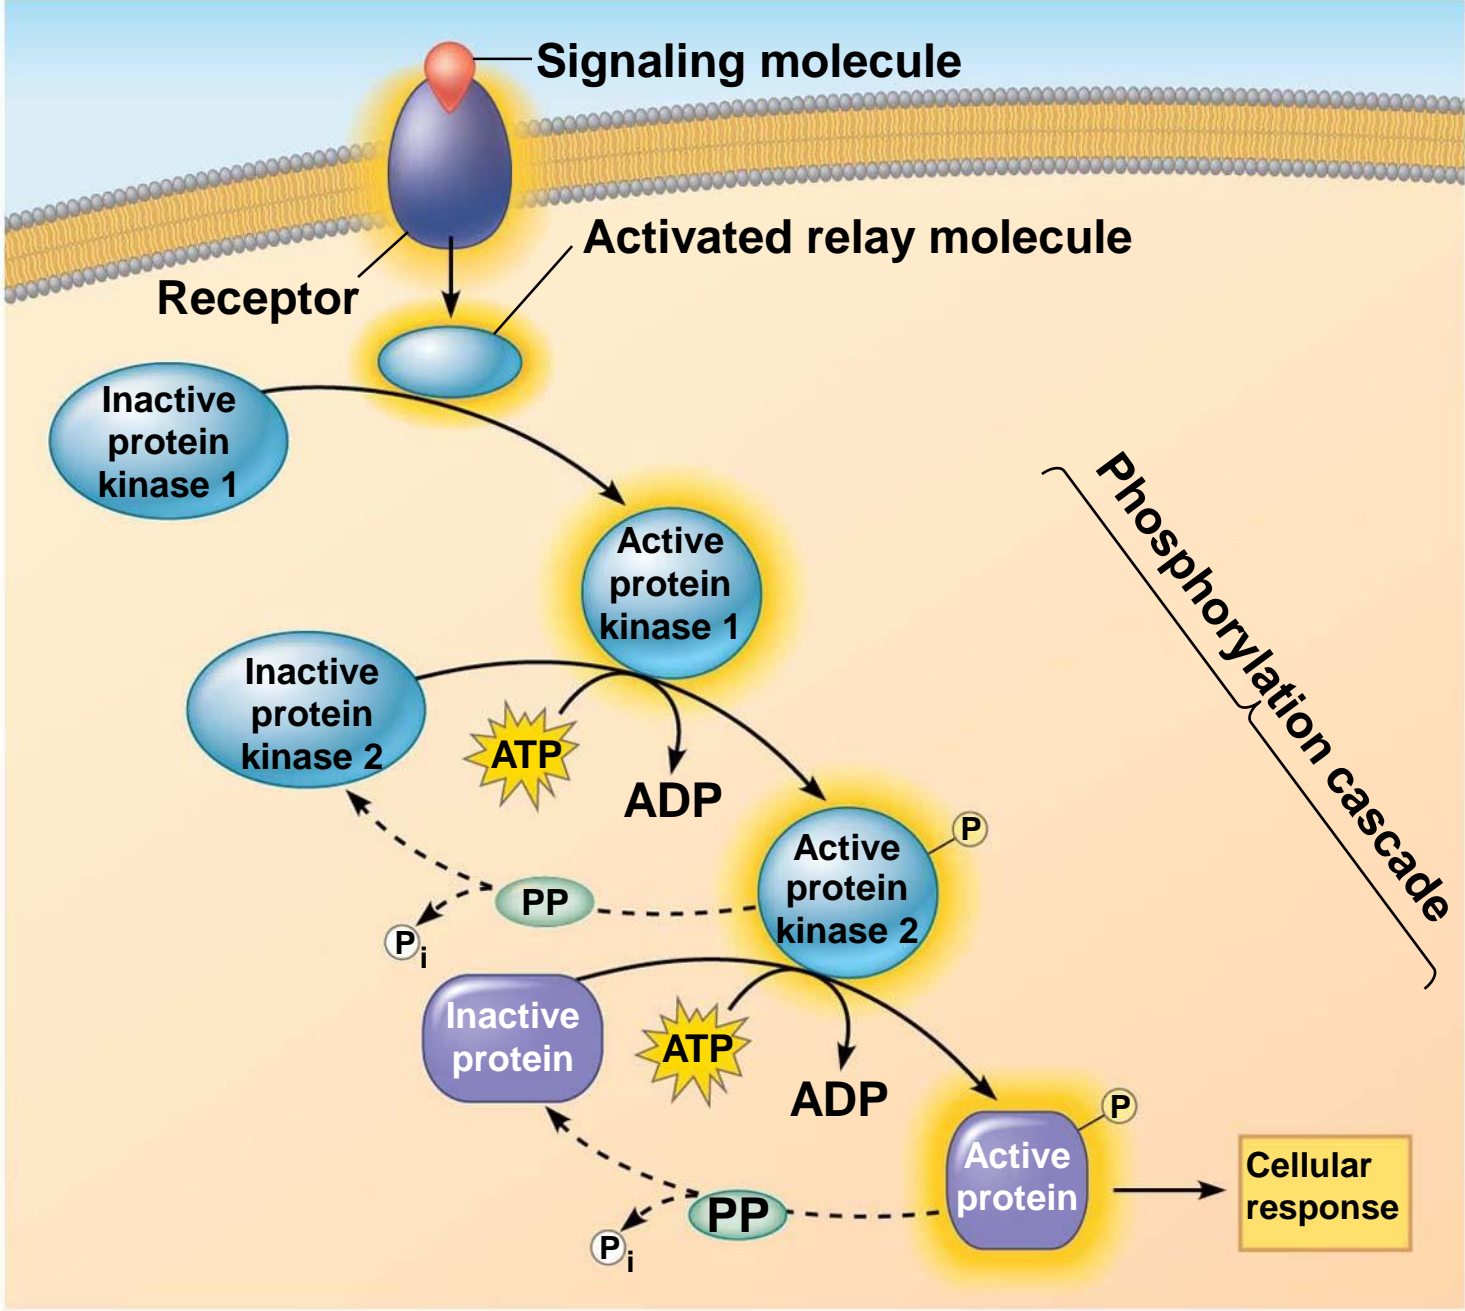 Signaling molecule
Activated relay molecule
Receptor
Inactive
protein
kinase 1
Active
protein
kinase 1
Phosphorylation cascade
Inactive
protein
kinase 2
ATP
ADP
P
Active
protein
kinase 2
PP
Pi
Inactive
protein
ATP
ADP
P
Active
protein
Cellular
response
PP
Pi